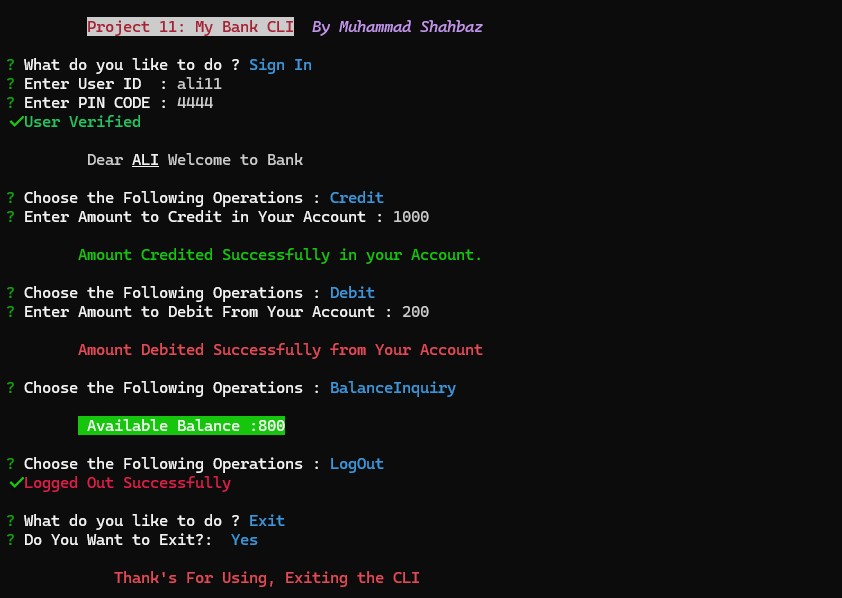 Project 11: My Bank CLI By Muhammad Shahbaz
? What do you like to do ? Sign In
? Enter User ID : ali11
? Enter PIN CODE : 4444
✓User Verified
Dear ALI Welcome to Bank
? Choose the Following Operations : Credit
? Enter Amount to Credit in Your Account : 1000
Amount Credited Successfully in your Account.
? Choose the Following Operations : Debit
? Enter Amount to Debit From Your Account : 200
Amount Debited Successfully from Your Account
? Choose the Following Operations : BalanceInquiry
Available Balance :800
? Choose the Following Operations : LogOut
✓Logged Out Successfully
? What do you like to do ? Exit
? Do You Want to Exit?: Yes
Thank's For Using, Exiting the CLI